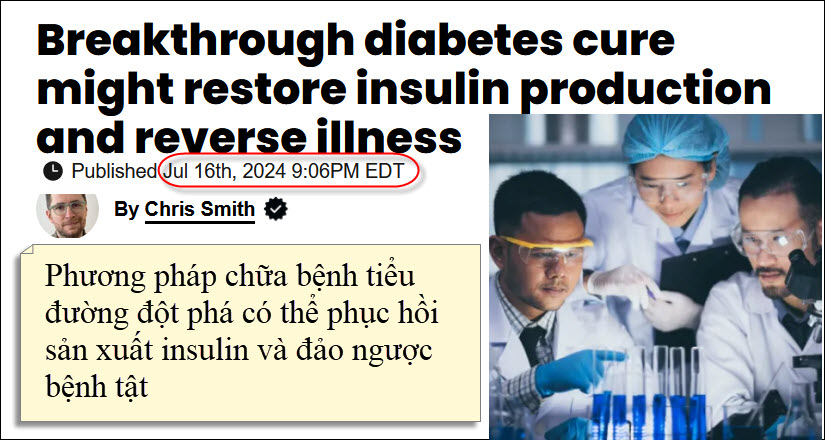 Breakthrough diabetes cure
might restore insulin production
and reverse illness
Published Jul 16th, 2024 9:06PM EDT
By Chris Smith
Phương pháp chữa bệnh tiểu
đường đột phá có thể phục hồi
sản xuất insulin và đảo ngược
bệnh tật